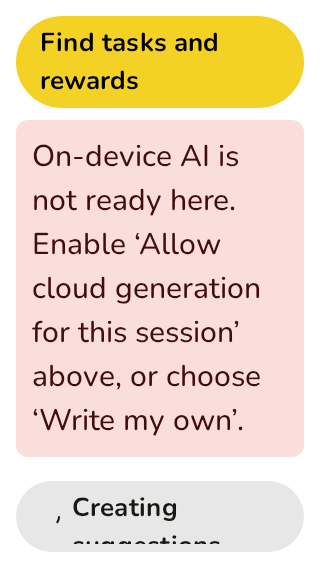 Find tasks and
rewards
On-device AI is
not ready here.
Enable ‘Allow
cloud generation
for this session’
above, or choose
‘Write my own’.
Creating
suggestions